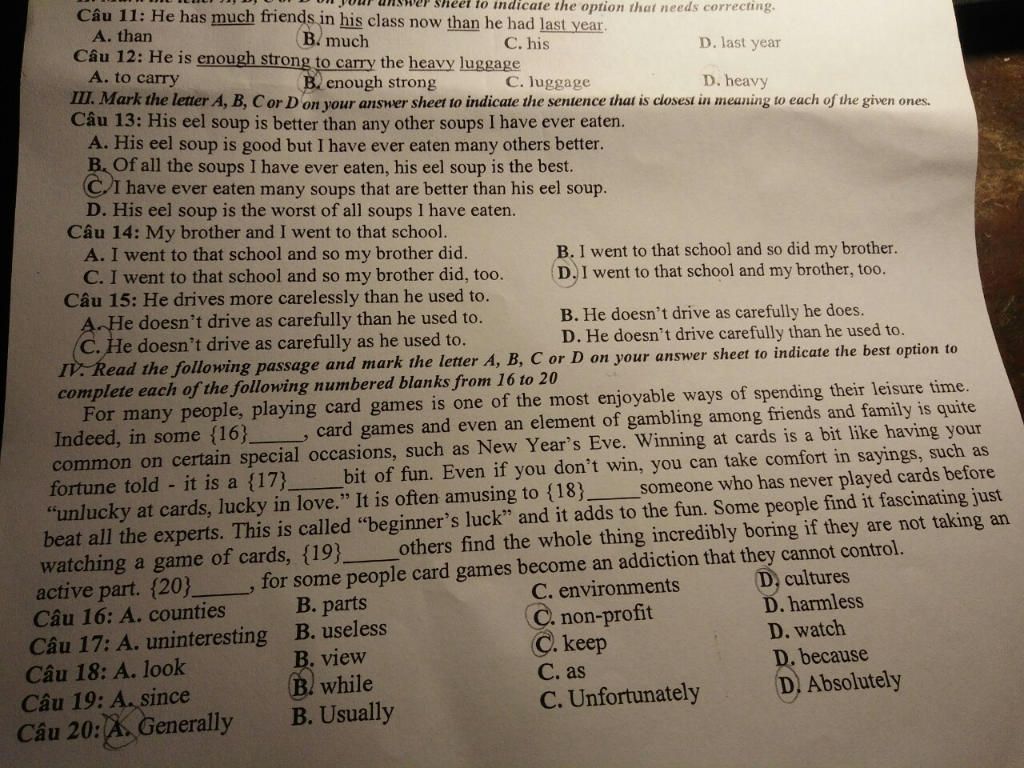 your answer sheet to indicate the option that needs correcting.
Câu 11: He has much friends in his class now than he had last year.
A. than B. much C. his D. last year
Câu 12: He is enough strong to carry the heavy luggage
A. to carry B. enough strong C. luggage D. heavy
III. Mark the letter A, B, C or D on your answer sheet to indicate the sentence that is closest in meaning to each of the given ones.
Câu 13: His eel soup is better than any other soups I have ever eaten.
A. His eel soup is good but I have ever eaten many others better.
B. Of all the soups I have ever eaten, his eel soup is the best.
C. I have ever eaten many soups that are better than his eel soup.
D. His eel soup is the worst of all soups I have eaten.
Câu 14: My brother and I went to that school.
A. I went to that school and so my brother did. B. I went to that school and so did my brother.
C. I went to that school and so my brother did, too. D. I went to that school and my brother, too.
Câu 15: He drives more carelessly than he used to.
A. He doesn't drive as carefully than he used to. B. He doesn't drive as carefully he does.
C. He doesn't drive as carefully as he used to. D. He doesn't drive carefully than he used to.
IV. Read the following passage and mark the letter A, B, C or D on your answer sheet to indicate the best option to
complete each of the following numbered blanks from 16 to 20
For many people, playing card games is one of the most enjoyable ways of spending their leisure time.
Indeed, in some {16}_____, card games and even an element of gambling among friends and family is quite
common on certain special occasions, such as New Year's Eve. Winning at cards is a bit like having your
fortune told - it is a {17}_____bit of fun. Even if you don't win, you can take comfort in sayings, such as
"unlucky at cards, lucky in love." It is often amusing to {18}_____someone who has never played cards before
beat all the experts. This is called "beginner's luck" and it adds to the fun. Some people find it fascinating just
watching a game of cards, {19}_____others find the whole thing incredibly boring if they are not taking an
active part. {20}_____, for some people card games become an addiction that they cannot control.
Câu 16: A. counties B. parts C. environments D. cultures
Câu 17: A. uninteresting B. useless C. non-profit D. harmless
Câu 18: A. look B. view C. keep D. watch
Câu 19: A. since B. while C. as D. because
Câu 20: A. Generally B. Usually C. Unfortunately D. Absolutely